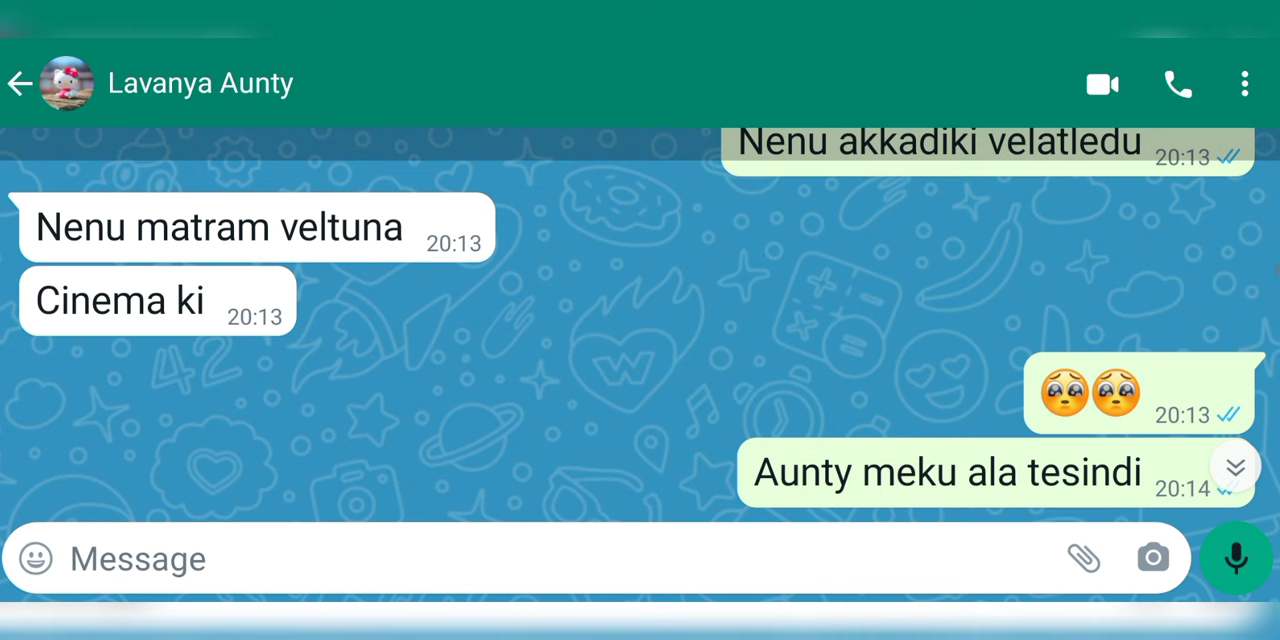 Lavanya Aunty
Nenu akkadiki velatledu 20:13
Nenu matram veltuna 20:13
Cinema ki 20:13
🥺🥺 20:13
Aunty meku ala tesindi 20:14
Message